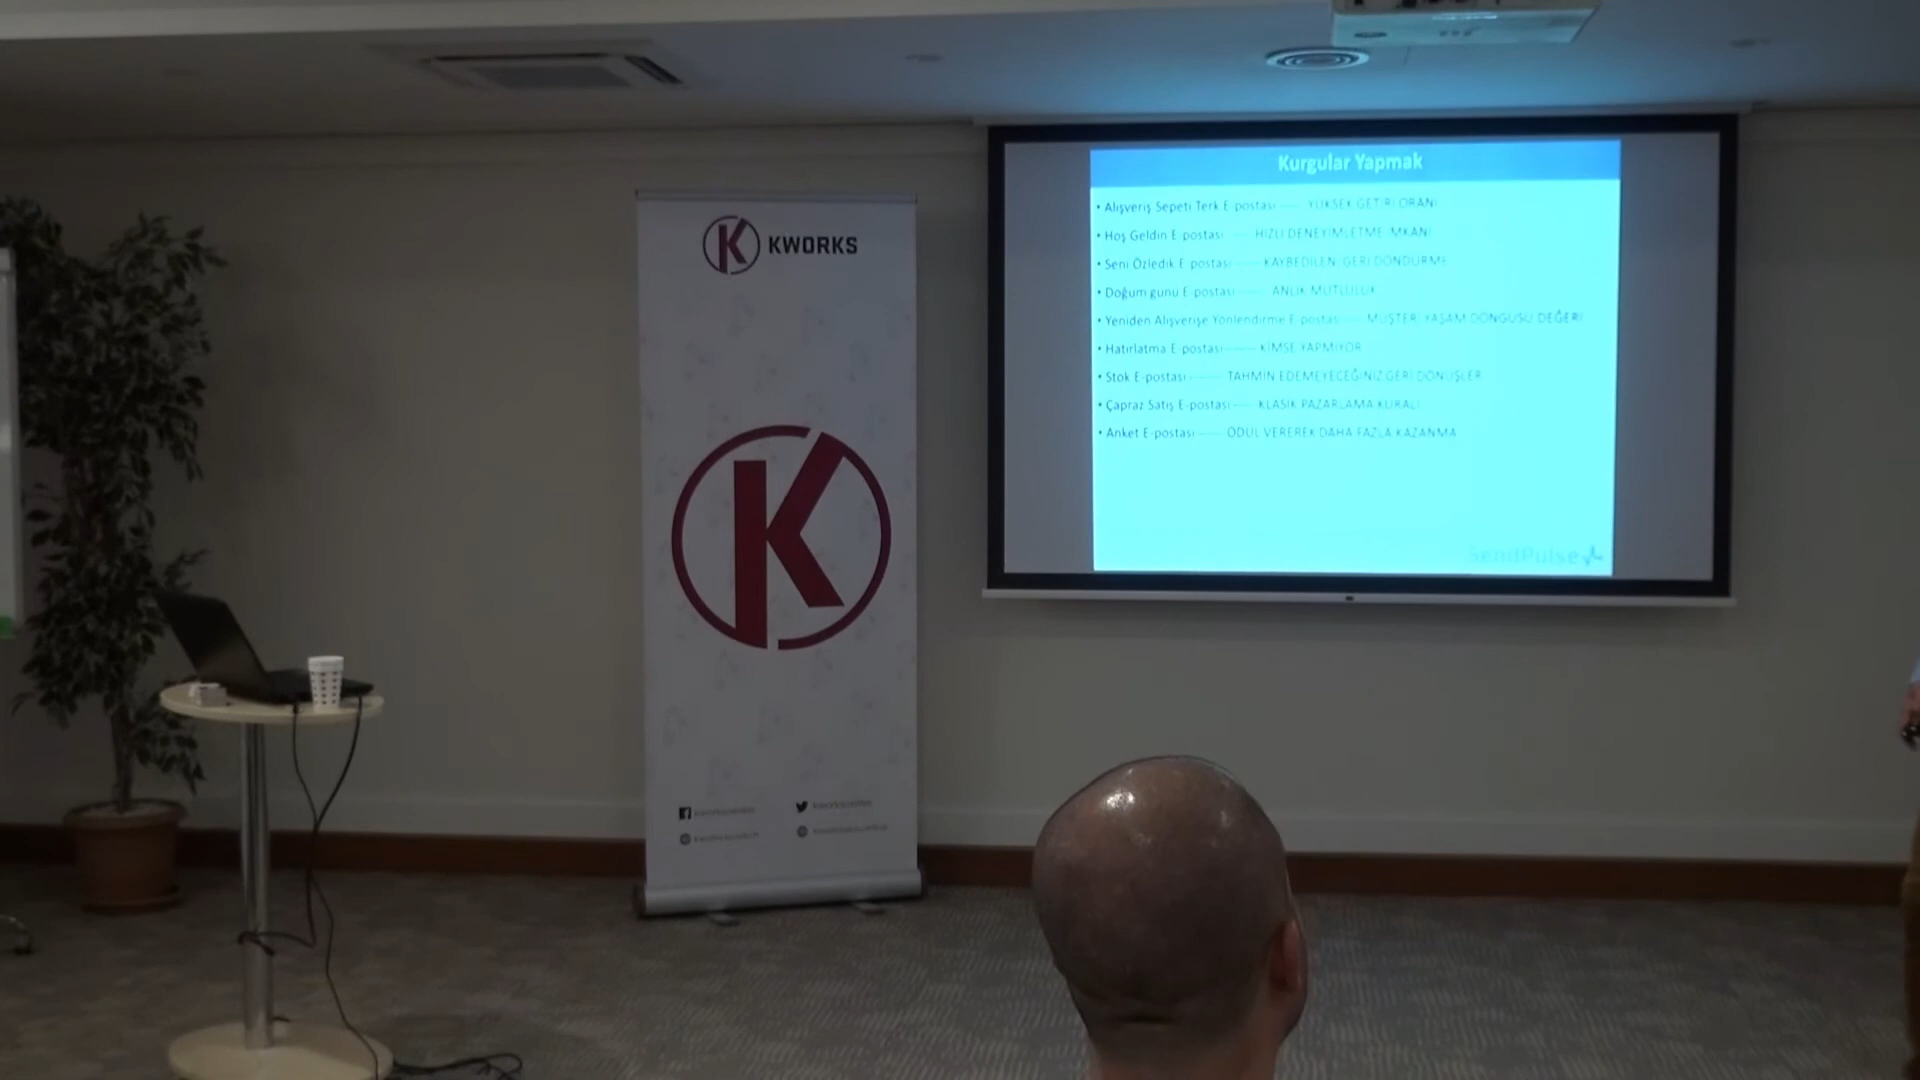 KWORKS
Kurgular Yapmak
• Alışveriş Sepeti Terk E-postası ----- YÜKSEK GETİRİ ORANI
• Hoş Geldin E-postası ----- HIZLI DENEYİMLETME İMKANI
• Seni Özledik E-postası ------ KAYBEDİLENİ GERİ DÖNDÜRME
• Doğum günü E-postası ------ ANLIK MUTLULUK
• Yeniden Alışverişe Yönlendirme E-postası ----- MÜŞTERİ YAŞAM DÖNGÜSÜ DEĞERİ
• Hatırlatma E-postası ------- KİMSE YAPMIYOR
• Stok E-postası ------- TAHMİN EDEMEYECEĞİNİZ GERİ DÖNÜŞLER
• Çapraz Satış E-postası ----- KLASİK PAZARLAMA KURALI
• Anket E-postası ----- ÖDÜL VEREREK DAHA FAZLA KAZANMA
SendPulse